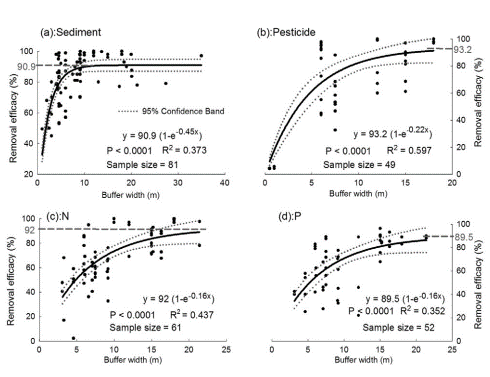 (a):Sediment
100
90.9
80
60
40
20
Removal efficacy (%)
95% Confidence Band
y = 90.9 (1-e-0.45x)
P < 0.0001 R2 = 0.373
Sample size = 81
0 10 20 30 40
Buffer width (m)
(b):Pesticide
100
93.2
80
60
40
20
0
Removal efficacy (%)
y = 93.2 (1-e-0.22x)
P < 0.0001 R2 = 0.597
Sample size = 49
0 5 10 15 20
Buffer width (m)
(c):N
100
92
80
60
40
20
0
Removal efficacy (%)
y = 92 (1-e-0.16x)
P < 0.0001 R2 = 0.437
Sample size = 61
0 5 10 15 20 25
Buffer width (m)
(d):P
100
89.5
80
60
40
20
0
Removal efficacy (%)
y = 89.5 (1-e-0.16x)
P < 0.0001 R2 = 0.352
Sample size = 52
0 5 10 15 20 25
Buffer width (m)